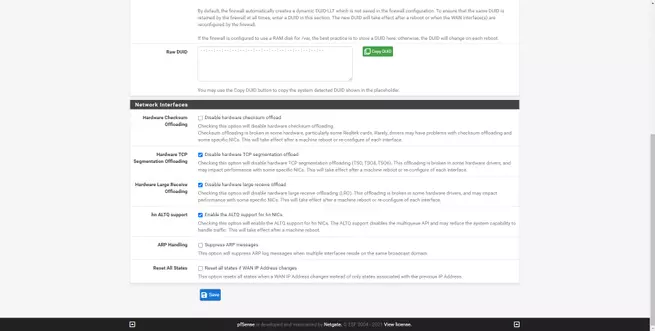 By default, the firewall automatically creates a dynamic DUID-LLT which is not saved in the firewall configuration. To ensure that the same DUID is
retained by the firewall at all times, enter a DUID in this section. The new DUID will take effect after a reboot or when the WAN interface(s) are
reconfigured by the firewall.
If the firewall is configured to use a RAM disk for /var, the best practice is to store a DUID here; otherwise, the DUID will change on each reboot.
Raw DUID
Copy DUID
You may use the Copy DUID button to copy the system detected DUID shown in the placeholder.
Network Interfaces
Hardware Checksum
Offloading
Disable hardware checksum offload
Checking this option will disable hardware checksum offloading.
Checksum offloading is broken in some hardware, particularly some Realtek cards. Rarely, drivers may have problems with checksum offloading and
some specific NICs. This will take effect after a machine reboot or re-configure of each interface.
Hardware TCP
Segmentation Offloading
Disable hardware TCP segmentation offload
Checking this option will disable hardware TCP segmentation offloading (TSO, TSO4, TSO6). This offloading is broken in some hardware drivers, and
may impact performance with some specific NICs. This will take effect after a machine reboot or re-configure of each interface.
Hardware Large Receive
Offloading
Disable hardware large receive offload
Checking this option will disable hardware large receive offloading (LRO). This offloading is broken in some hardware drivers, and may impact
performance with some specific NICs. This will take effect after a machine reboot or re-configure of each interface.
hn ALTQ support
Enable the ALTQ support for hn NICs.
Checking this option will enable the ALTQ support for hn NICs. The ALTQ support disables the multiqueue API and may reduce the system capability to
handle traffic. This will take effect after a machine reboot.
ARP Handling
Suppress ARP messages
This option will suppress ARP log messages when multiple interfaces reside on the same broadcast domain.
Reset All States
Reset all states if WAN IP Address changes
This option resets all states when a WAN IP Address changes instead of only states associated with the previous IP Address.
Save
pfSense is developed and maintained by Netgate. © ESF 2004 - 2021 View license.